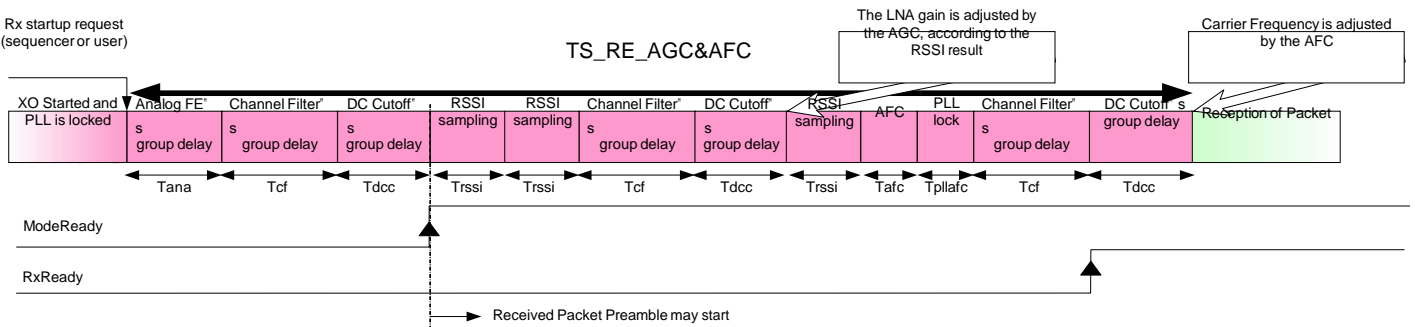 Rx startup request
(sequencer or user)
TS_RE_AGC&AFC
The LNA gain is adjusted by
the AGC, according to the
RSSI result
Carrier Frequency is adjusted
by the AFC
XO Started and
PLL is locked
Analog FE"
s
group delay
Channel Filter"
s
group delay
DC Cutoff"
s
group delay
RSSI
sampling
RSSI
sampling
Channel Filter"
s
group delay
DC Cutoff"
s
group delay
RSSI
sampling
AFC
PLL
lock
Channel Filter"
s
group delay
DC Cutoff" s
group delay
Reception of Packet
Tana
Tcf
Tdcc
Trssi
Trssi
Tcf
Tdcc
Trssi
Tafc
Tpllafc
Tcf
Tdcc
ModeReady
RxReady
Received Packet Preamble may start